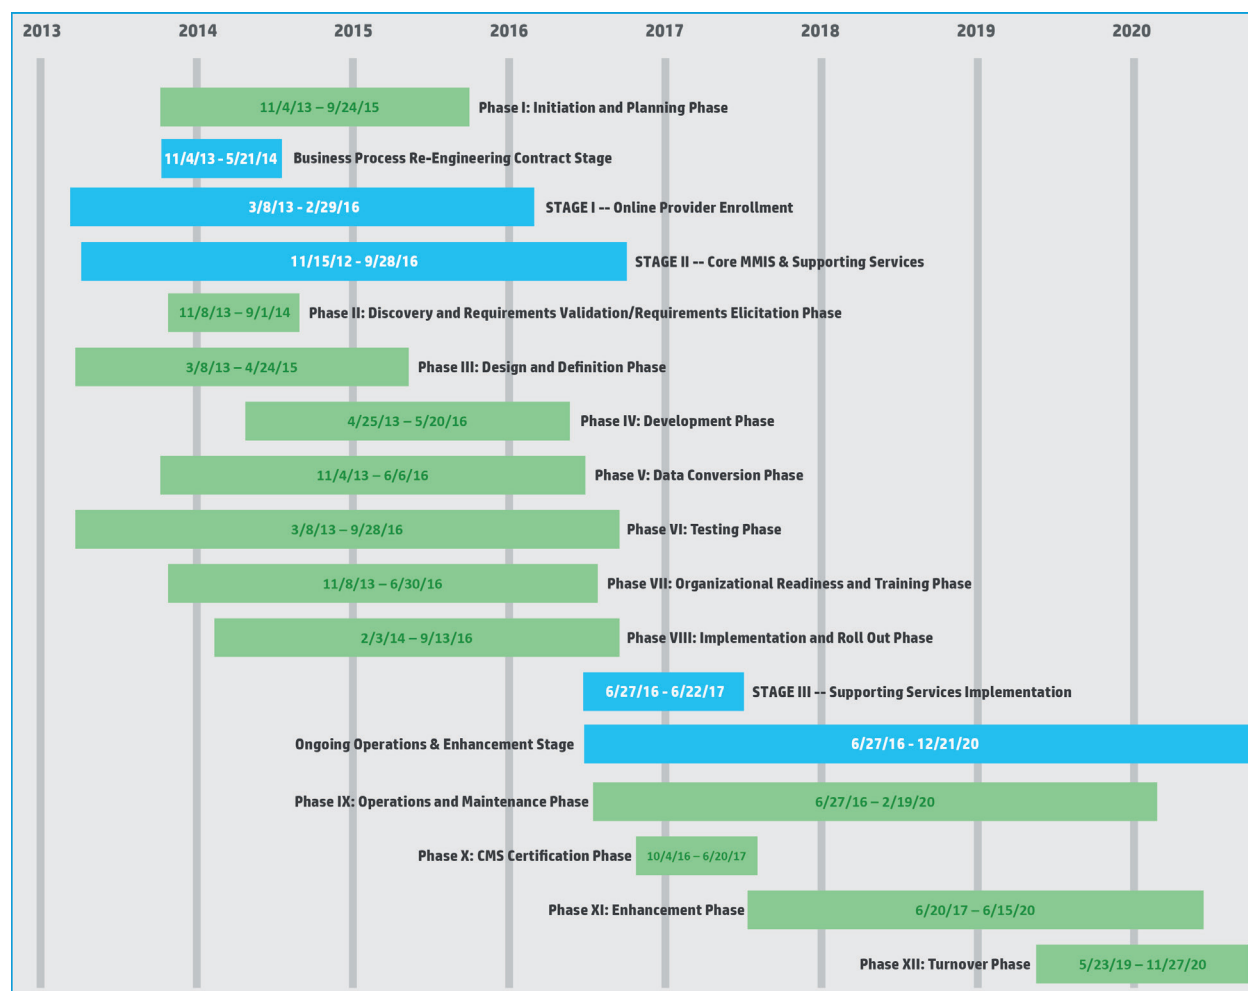 2013 2014 2015 2016 2017 2018 2019 2020
11/4/13 – 9/24/15 Phase I: Initiation and Planning Phase
11/4/13 - 5/21/14 Business Process Re-Engineering Contract Stage
3/8/13 - 2/29/16 STAGE I -- Online Provider Enrollment
11/15/12 - 9/28/16 STAGE II -- Core MMIS & Supporting Services
11/8/13 – 9/1/14 Phase II: Discovery and Requirements Validation/Requirements Elicitation Phase
3/8/13 – 4/24/15 Phase III: Design and Definition Phase
4/25/13 – 5/20/16 Phase IV: Development Phase
11/4/13 – 6/6/16 Phase V: Data Conversion Phase
3/8/13 – 9/28/16 Phase VI: Testing Phase
11/8/13 – 6/30/16 Phase VII: Organizational Readiness and Training Phase
2/3/14 – 9/13/16 Phase VIII: Implementation and Roll Out Phase
6/27/16 - 6/22/17 STAGE III -- Supporting Services Implementation
Ongoing Operations & Enhancement Stage 6/27/16 - 12/21/20
Phase IX: Operations and Maintenance Phase 6/27/16 – 2/19/20
Phase X: CMS Certification Phase 10/4/16 – 6/20/17
Phase XI: Enhancement Phase 6/20/17 – 6/15/20
Phase XII: Turnover Phase 5/23/19 – 11/27/20